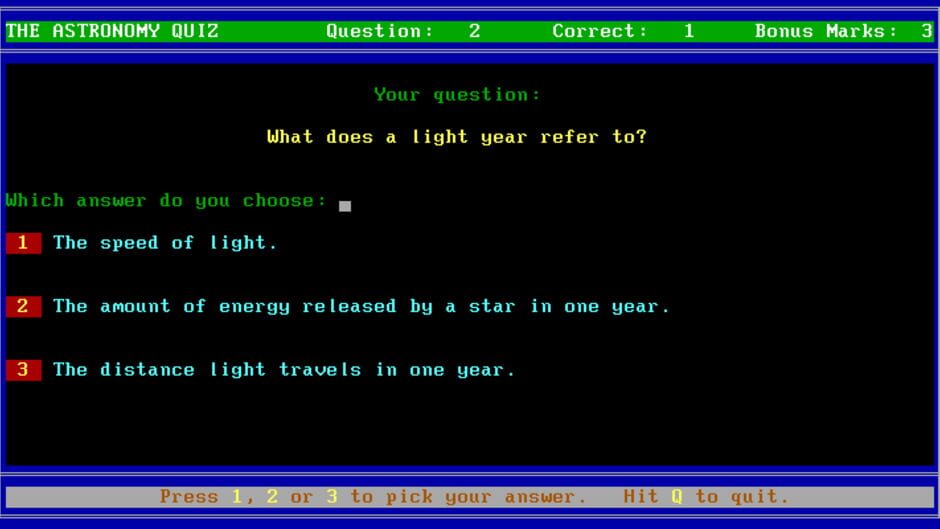 THE ASTRONOMY QUIZ Question: 2 Correct: 1 Bonus Marks: 3
Your question:
What does a light year refer to?
Which answer do you choose:
1 The speed of light.
2 The amount of energy released by a star in one year.
3 The distance light travels in one year.
Press 1, 2 or 3 to pick your answer. Hit Q to quit.